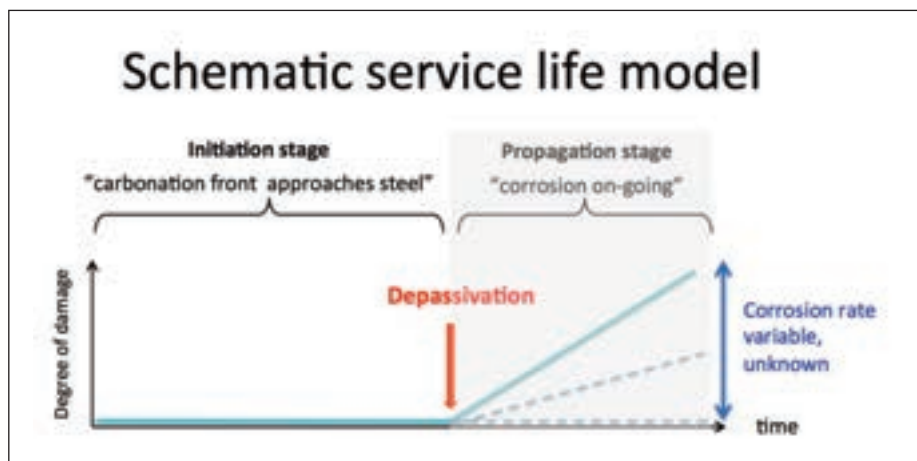 Schematic service life model
Initiation stage
"carbonation front approaches steel"
Propagation stage
"corrosion on-going"
Degree of damage
Depassivation
Corrosion rate
variable,
unknown
time